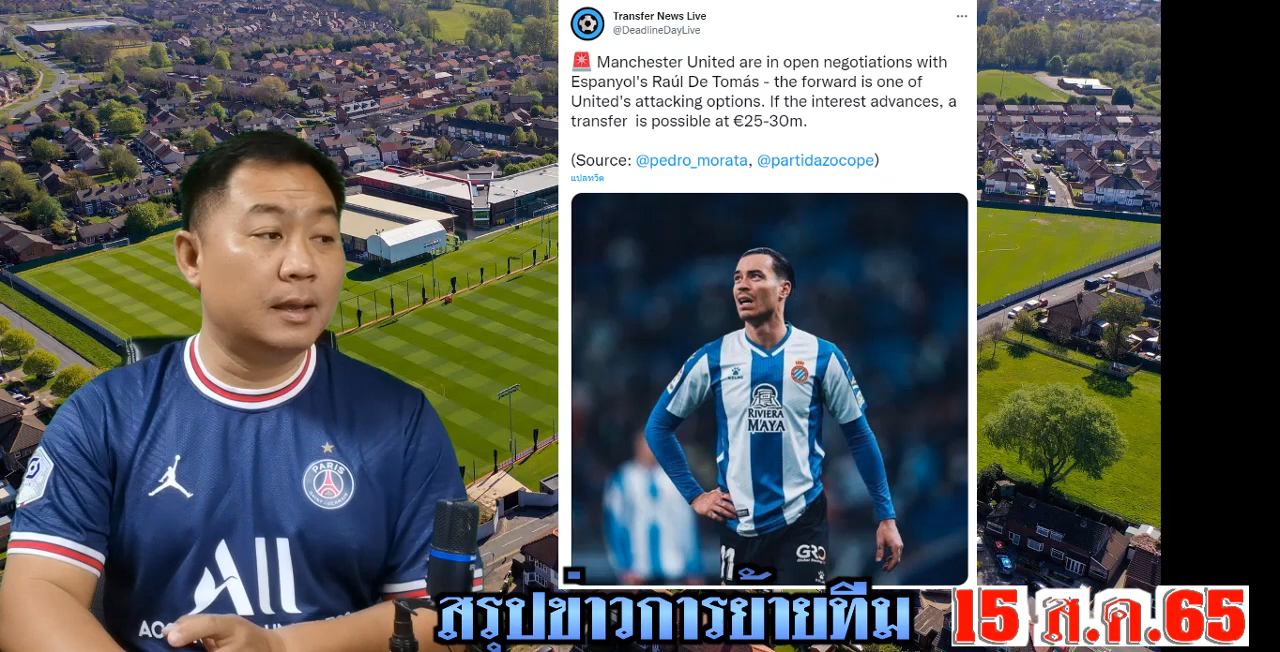 Transfer News Live
@DeadlineDayLive
🚨 Manchester United are in open negotiations with
Espanyol's Raúl De Tomás - the forward is one of
United's attacking options. If the interest advances, a
transfer is possible at €25-30m.
(Source: @pedro_morata, @partidazocope)
แปลทวีต
RIVIERA
MAYA
GRO
11
PARIS
ALL
สรุปข่าวการย้ายทีม 15 ส.ค.65